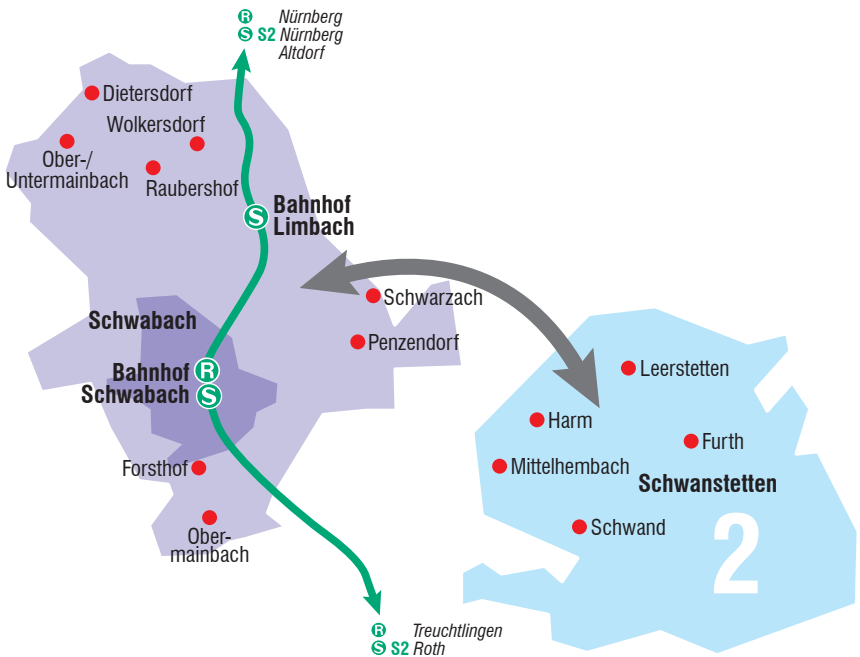 R Nürnberg
S S2 Nürnberg
Altdorf
Dietersdorf
Wolkersdorf
Ober-/
Untermainbach
Raubershof
S Bahnhof
Limbach
Schwarzach
Schwabach
Penzendorf
Bahnhof R
Schwabach S
Leerstetten
Harm
Furth
Forsthof
Mittelhembach
Schwanstetten
Ober-
mainbach
Schwand
2
R Treuchtlingen
S S2 Roth